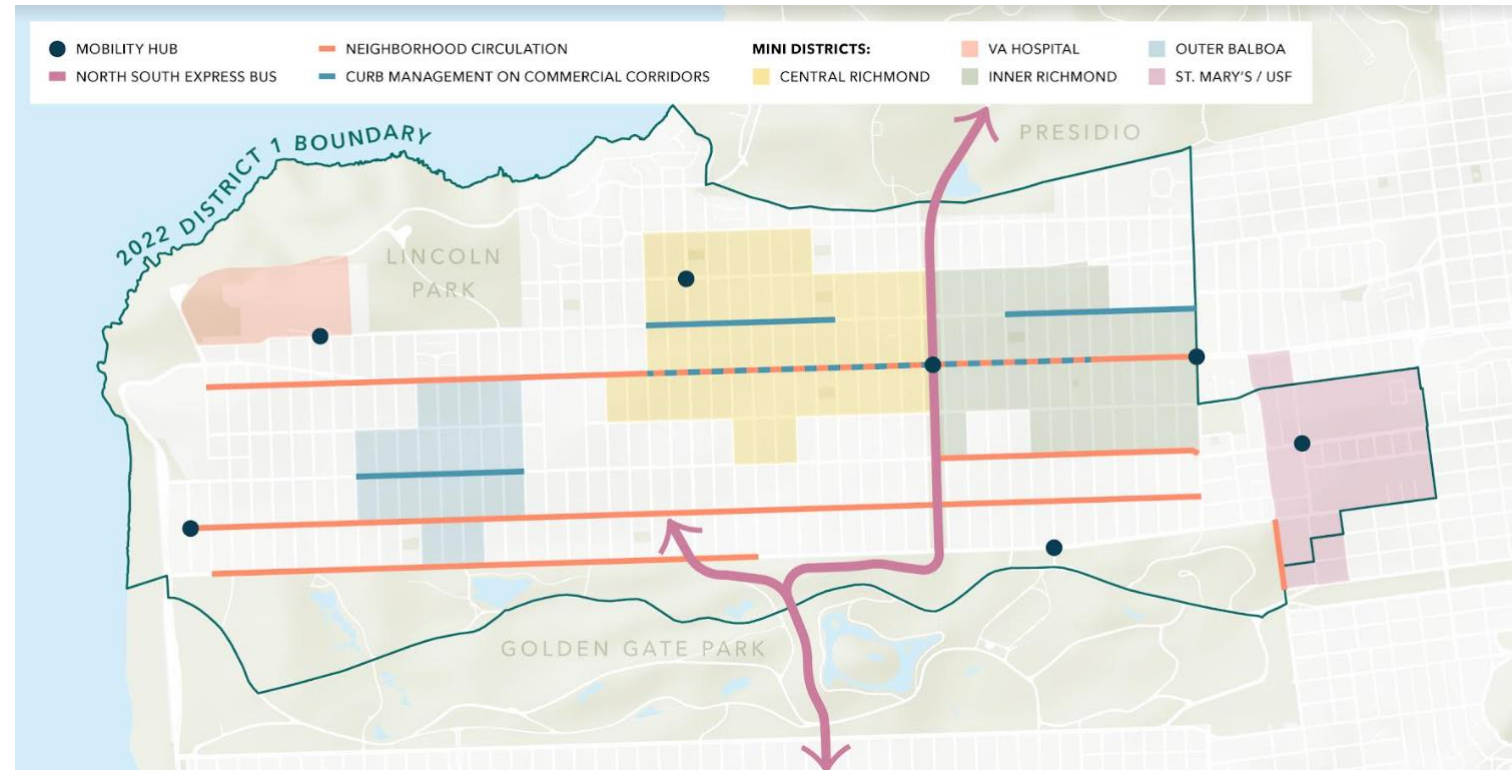 MOBILITY HUB
NORTH SOUTH EXPRESS BUS
NEIGHBORHOOD CIRCULATION
CURB MANAGEMENT ON COMMERCIAL CORRIDORS
MINI DISTRICTS:
CENTRAL RICHMOND
VA HOSPITAL
INNER RICHMOND
OUTER BALBOA
ST. MARY'S / USF
2022 DISTRICT 1 BOUNDARY
PRESIDIO
LINCOLN
PARK
GOLDEN GATE PARK